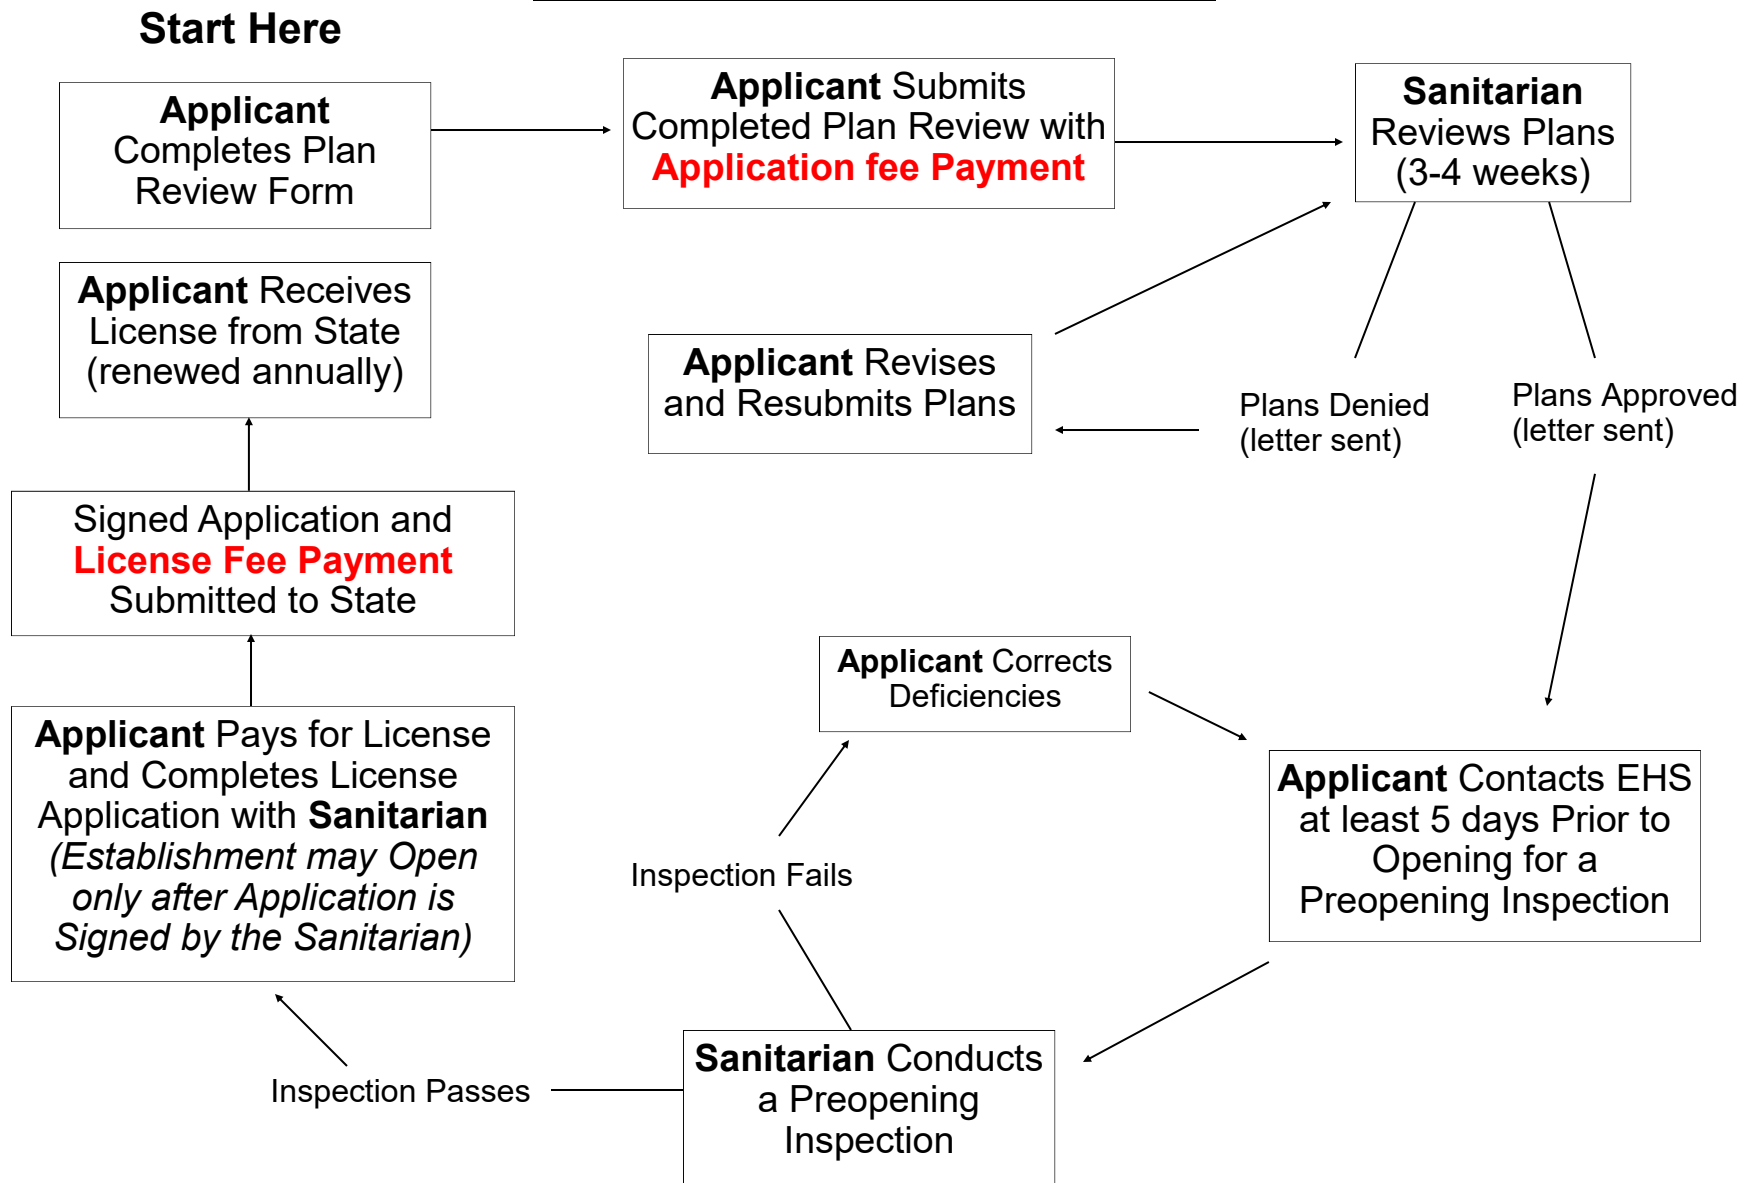 Start Here
Applicant
Completes Plan
Review Form
Applicant Submits
Completed Plan Review with
Application fee Payment
Sanitarian
Reviews Plans
(3-4 weeks)
Applicant Receives
License from State
(renewed annually)
Applicant Revises
and Resubmits Plans
Plans Denied
(letter sent)
Plans Approved
(letter sent)
Signed Application and
License Fee Payment
Submitted to State
Applicant Corrects
Deficiencies
Applicant Pays for License
and Completes License
Application with Sanitarian
(Establishment may Open
only after Application is
Signed by the Sanitarian)
Applicant Contacts EHS
at least 5 days Prior to
Opening for a
Preopening Inspection
Inspection Fails
Inspection Passes
Sanitarian Conducts
a Preopening
Inspection